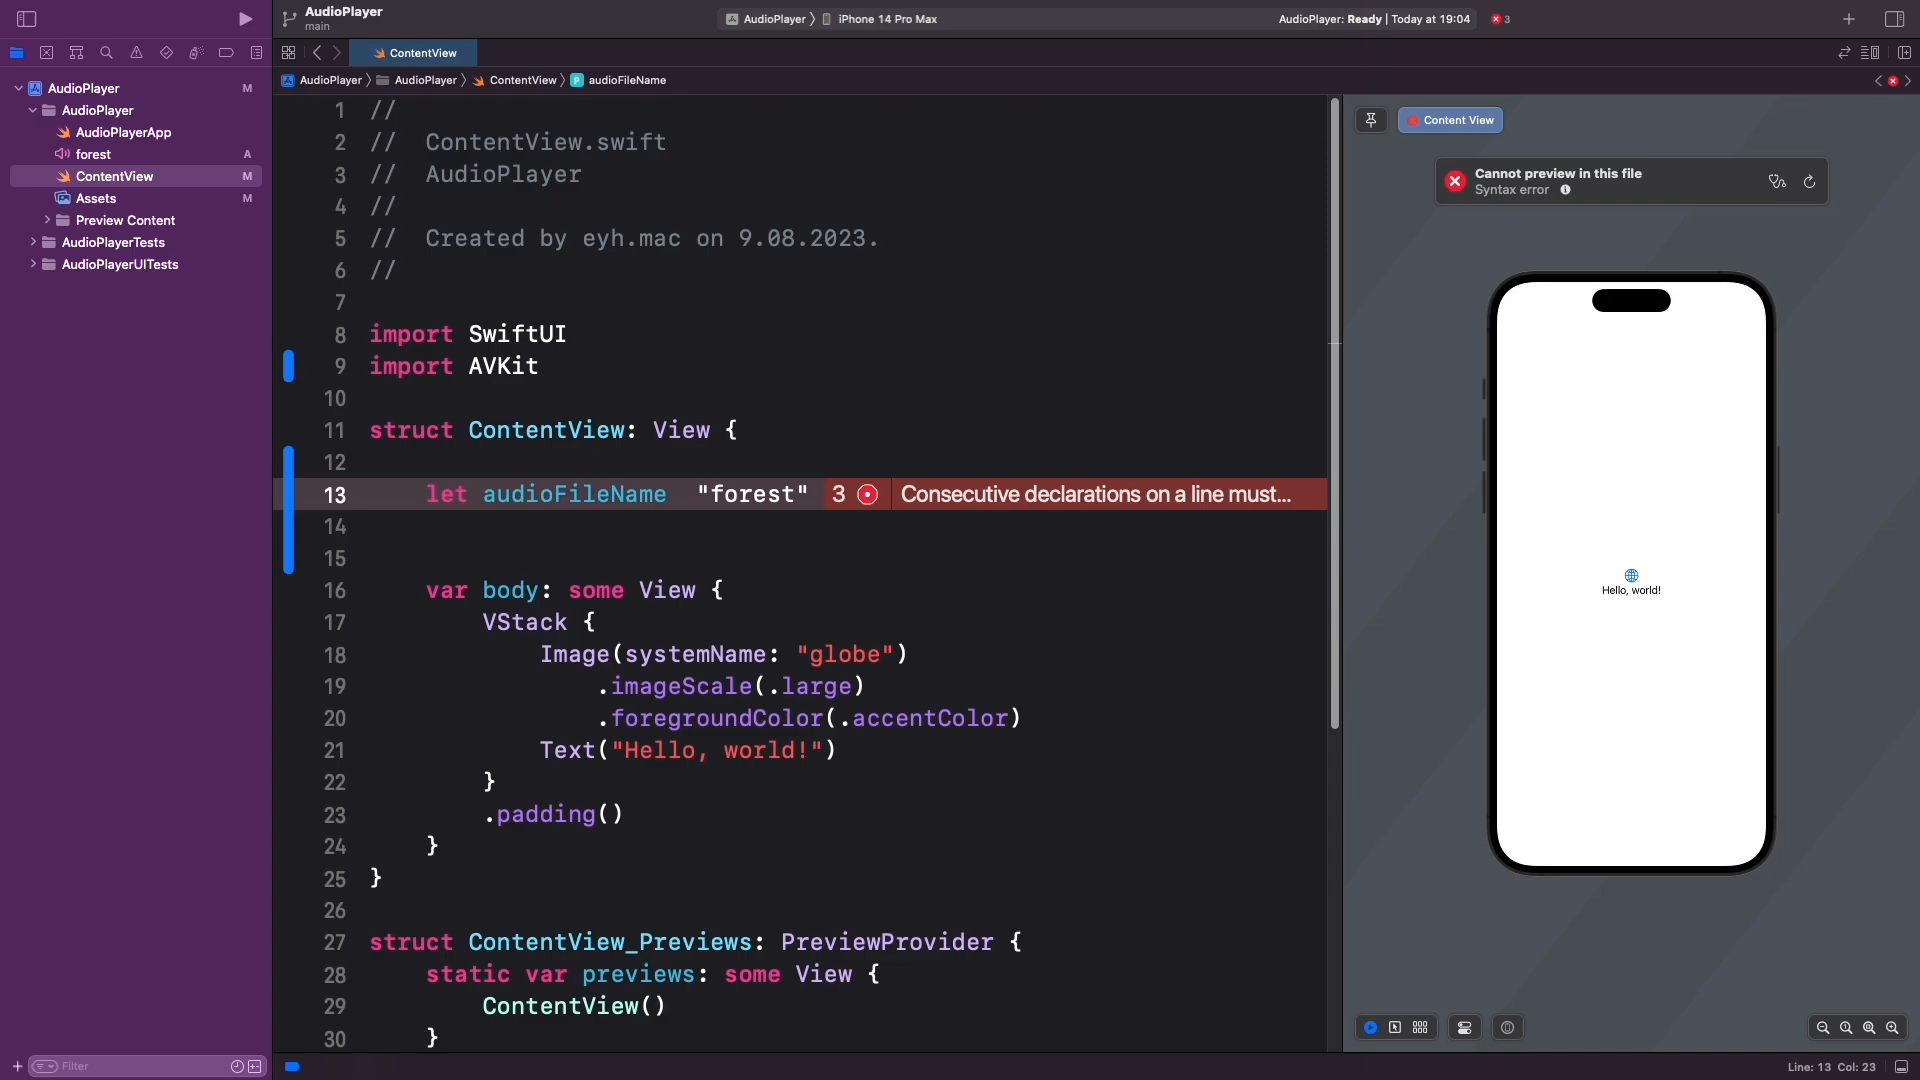 AudioPlayer
main
AudioPlayer
iPhone 14 Pro Max
AudioPlayer: Ready | Today at 19:04
3
ContentView
AudioPlayer
AudioPlayer
ContentView
P
audioFileName
AudioPlayer M
AudioPlayer
AudioPlayerApp
forest A
ContentView M
Assets M
Preview Content
AudioPlayerTests
AudioPlayerUITests
1 //
2 //  ContentView.swift
3 //  AudioPlayer
4 //
5 //  Created by eyh.mac on 9.08.2023.
6 //
7
8 import SwiftUI
9 import AVKit
10
11 struct ContentView: View {
12
13     let audioFileName  "forest" 3 Consecutive declarations on a line must...
14
15
16     var body: some View {
17         VStack {
18             Image(systemName: "globe")
19                 .imageScale(.large)
20                 .foregroundColor(.accentColor)
21             Text("Hello, world!")
22         }
23         .padding()
24     }
25 }
26
27 struct ContentView_Previews: PreviewProvider {
28     static var previews: some View {
29         ContentView()
30     }
Content View
Cannot preview in this file
Syntax error
Hello, world!
Filter
Line: 13 Col: 23